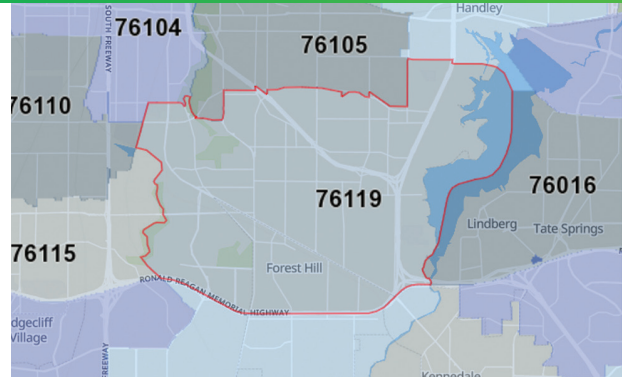 Handley
76104
SOUTH FREEWAY
76105
76110
76119
76016
Lindberg
Tate Springs
76115
Forest Hill
RONALD REAGAN MEMORIAL HIGHWAY
dgecliff
Village
REEWAY
Kennedale